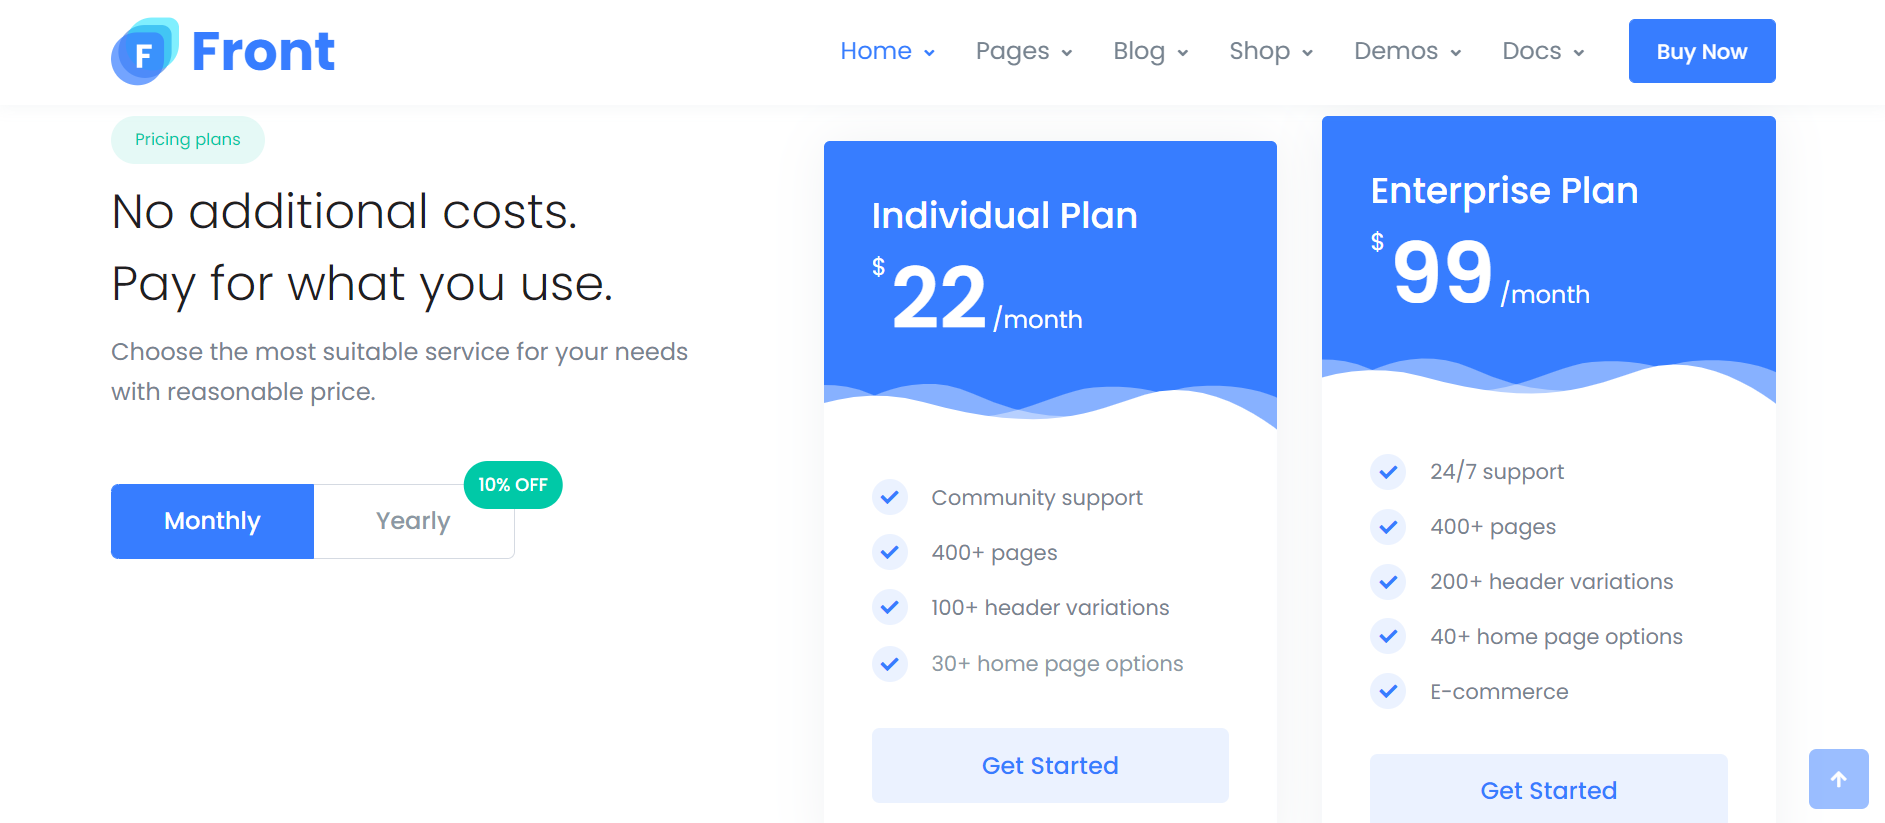 F Front
Home Pages Blog Shop Demos Docs Buy Now
Pricing plans
No additional costs.
Pay for what you use.
Choose the most suitable service for your needs
with reasonable price.
Monthly Yearly 10% OFF
Individual Plan
$22/month
Community support
400+ pages
100+ header variations
30+ home page options
Get Started
Enterprise Plan
$99/month
24/7 support
400+ pages
200+ header variations
40+ home page options
E-commerce
Get Started